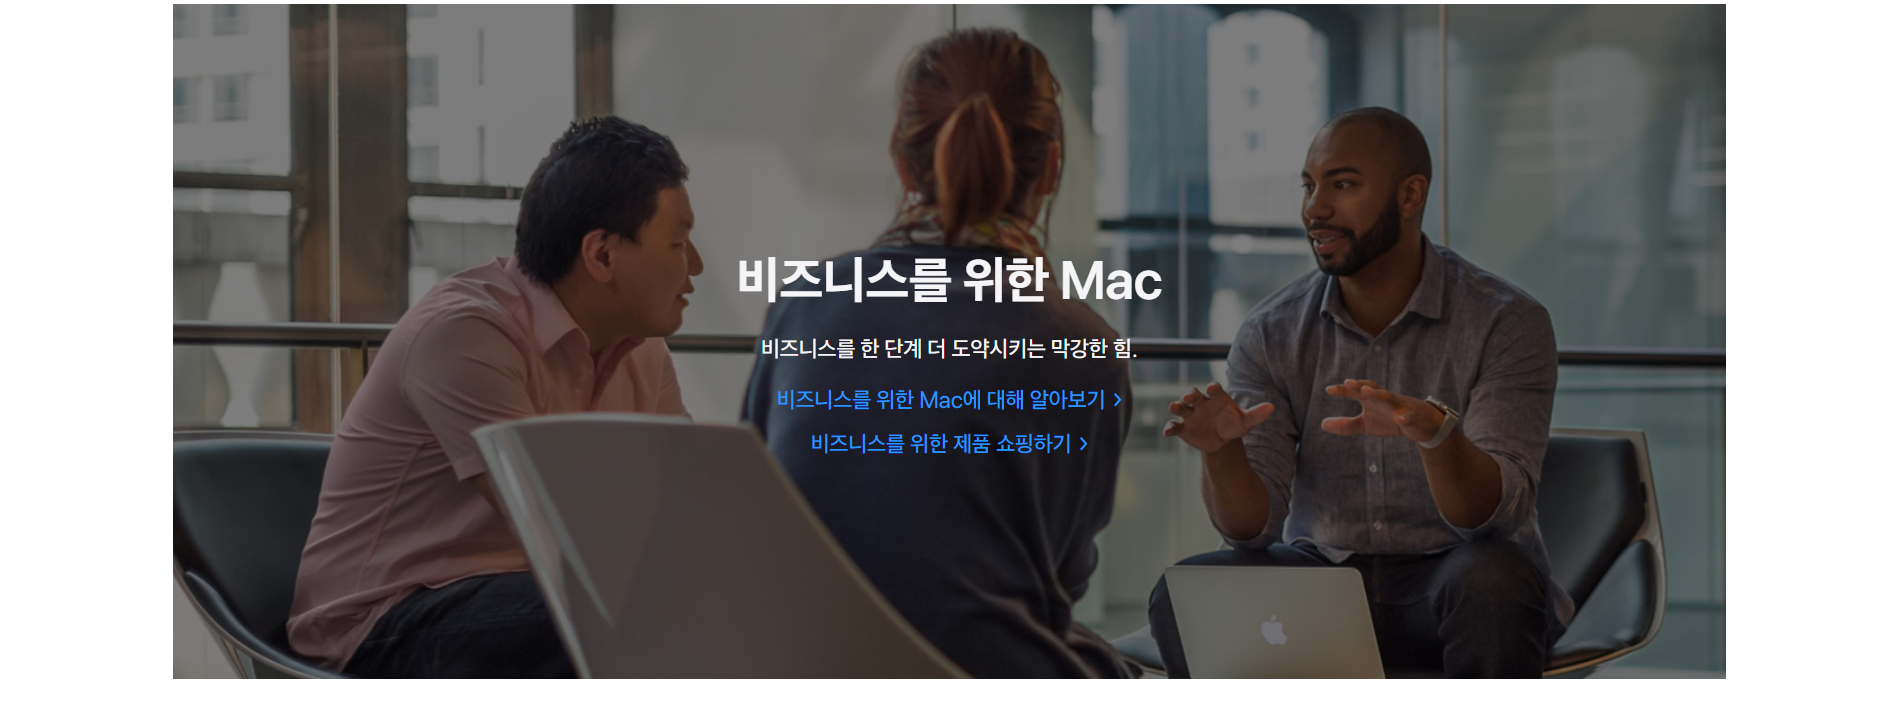 비즈니스를 위한 Mac
비즈니스를 한 단계 더 도약시키는 막강한 힘.
비즈니스를 위한 Mac에 대해 알아보기 >
비즈니스를 위한 제품 쇼핑하기 >